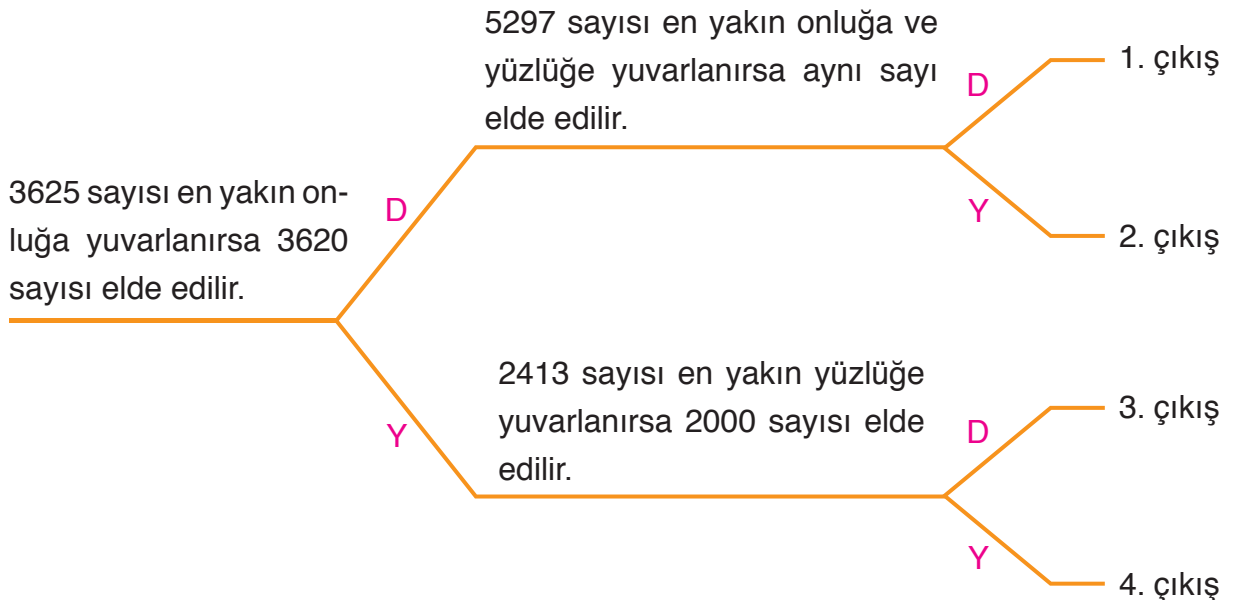 5297 sayısı en yakın onluğa ve
yüzlüğe yuvarlanırsa aynı sayı
elde edilir.
D
1. çıkış
Y
2. çıkış
3625 sayısı en yakın on-
luğa yuvarlanırsa 3620
sayısı elde edilir.
D
Y
2413 sayısı en yakın yüzlüğe
yuvarlanırsa 2000 sayısı elde
edilir.
D
3. çıkış
Y
4. çıkış